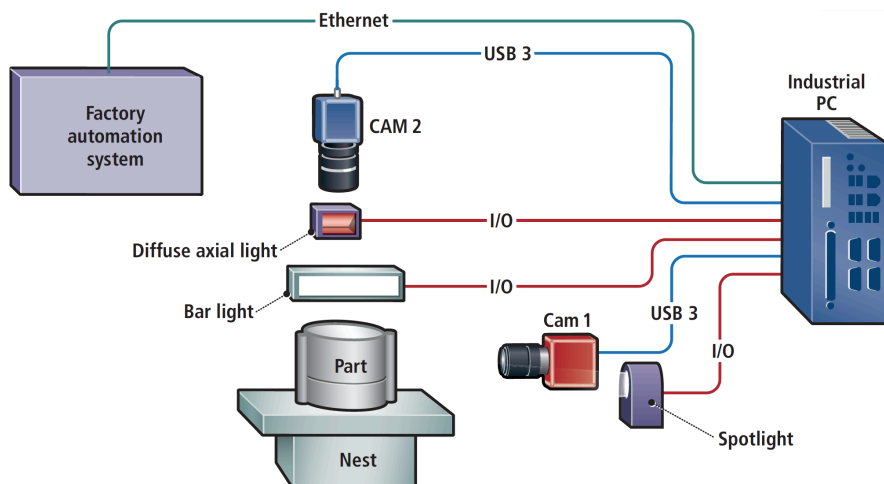 Ethernet
USB 3
Industrial
PC
Factory
automation
system
CAM 2
I/O
Diffuse axial light
I/O
Bar light
Cam 1
USB 3
I/O
Part
Spotlight
Nest